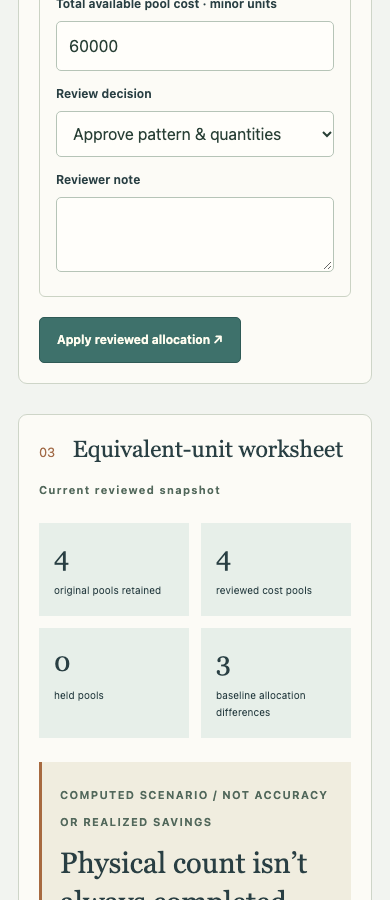 Total available pool cost · minor units
60000
Review decision
Approve pattern & quantities
Reviewer note
Apply reviewed allocation ↗
03 Equivalent-unit worksheet
Current reviewed snapshot
4
original pools retained
4
reviewed cost pools
0
held pools
3
baseline allocation
differences
COMPUTED SCENARIO / NOT ACCURACY
OR REALIZED SAVINGS
Physical count isn’t
always completed